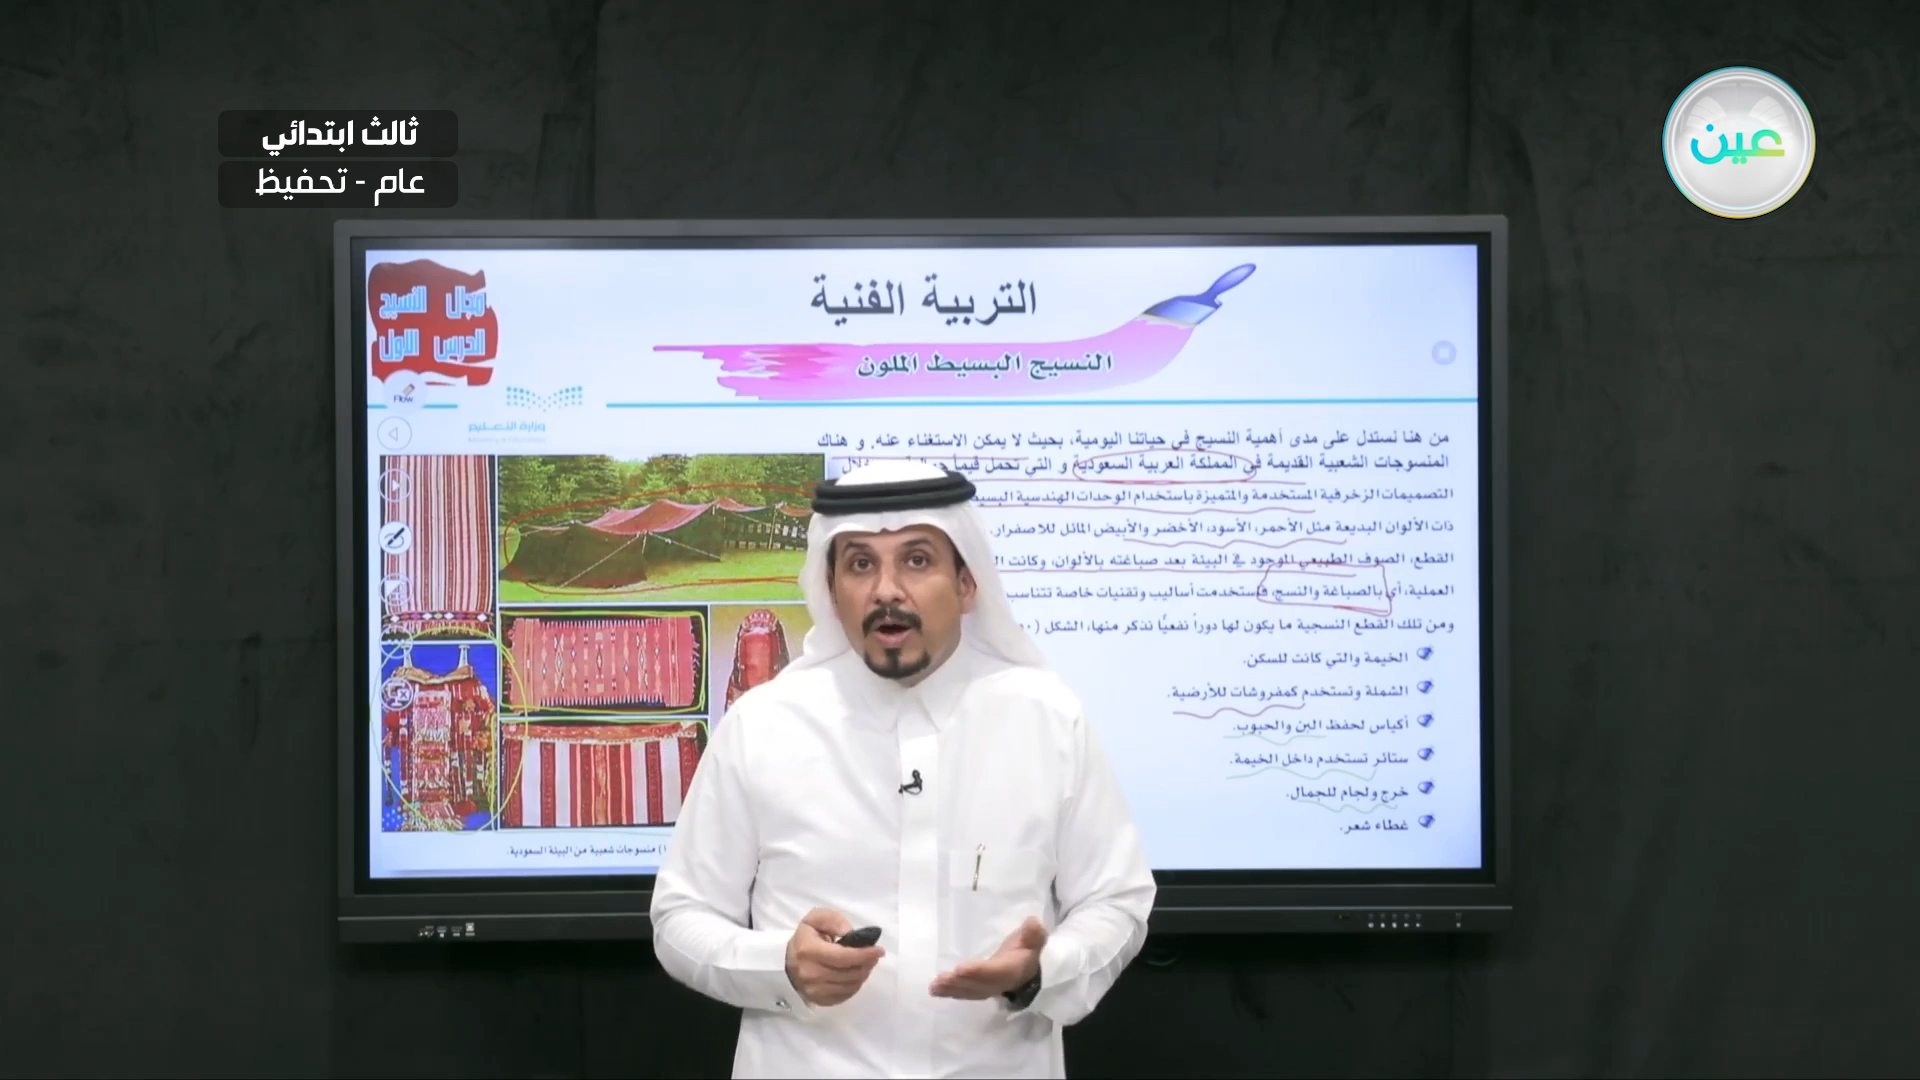 ثالث ابتدائي
عام - تحفيظ
عين
التربية الفنية
النسيج البسيط الملون
مجال النسيج
الدرس الأول
Flow
وزارة التعليم
من هنا نستدل على مدى أهمية النسيج في حياتنا اليومية، بحيث لا يمكن الاستغناء عنه. و هناك
المنسوجات الشعبية القديمة في المملكة العربية السعودية و التي تحمل قيماً
التصميمات الزخرفية المستخدمة والمتميزة باستخدام الوحدات الهندسية
ذات الألوان البديعة مثل الأحمر، الأسود، الأخضر والأبيض المائل للاصفرار.
القطع، الصوف الطبيعي الموجود في البيئة بعد صباغته بالألوان، وكانت
العملية، أي بالصباغة والنسج، فاستخدمت أساليب وتقنيات خاصة تتناسب
ومن تلك القطع النسجية ما يكون لها دوراً نفعيًا نذكر منها، الشكل
الخيمة والتي كانت للسكن.
الشملة وتستخدم كمفروشات للأرضية.
أكياس لحفظ البن والحبوب.
ستائر تستخدم داخل الخيمة.
خرج ولجام للجمال.
غطاء شعر.
منسوجات شعبية من البيئة السعودية.